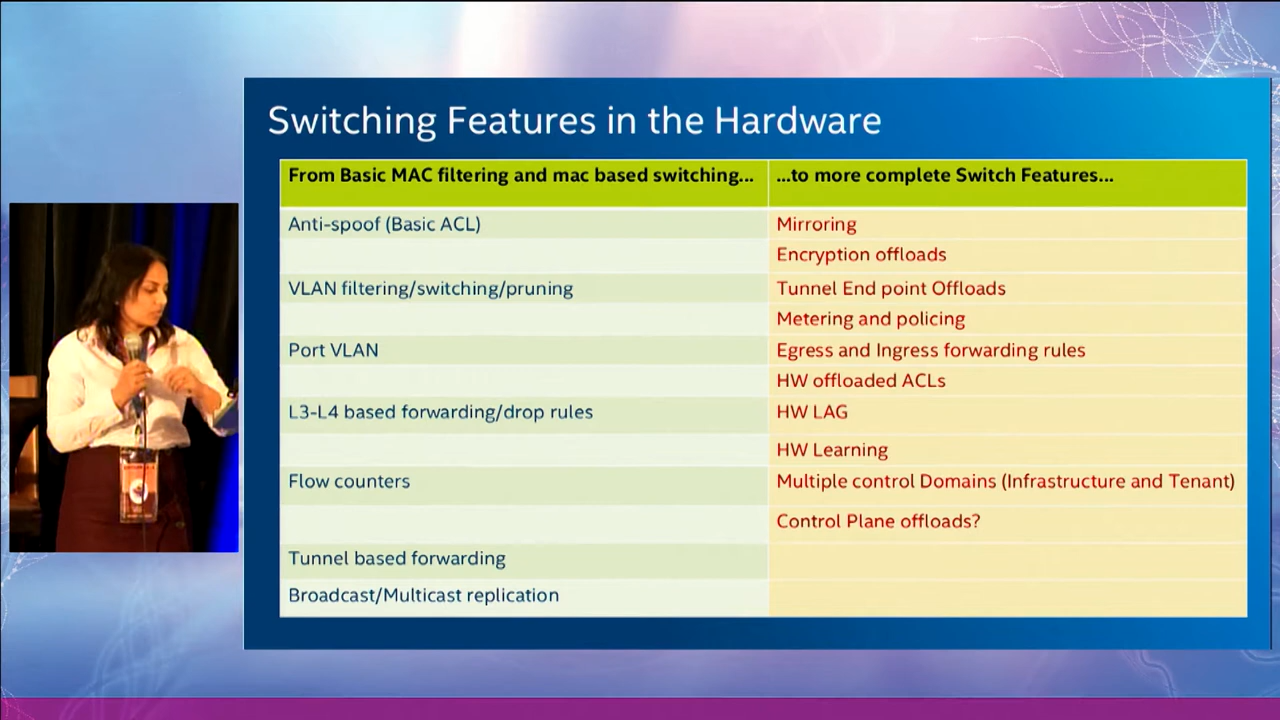 Switching Features in the Hardware
From Basic MAC filtering and mac based switching... ...to more complete Switch Features...
Anti-spoof (Basic ACL) Mirroring
Encryption offloads
VLAN filtering/switching/pruning Tunnel End point Offloads
Metering and policing
Port VLAN Egress and Ingress forwarding rules
HW offloaded ACLs
L3-L4 based forwarding/drop rules HW LAG
HW Learning
Flow counters Multiple control Domains (Infrastructure and Tenant)
Control Plane offloads?
Tunnel based forwarding
Broadcast/Multicast replication